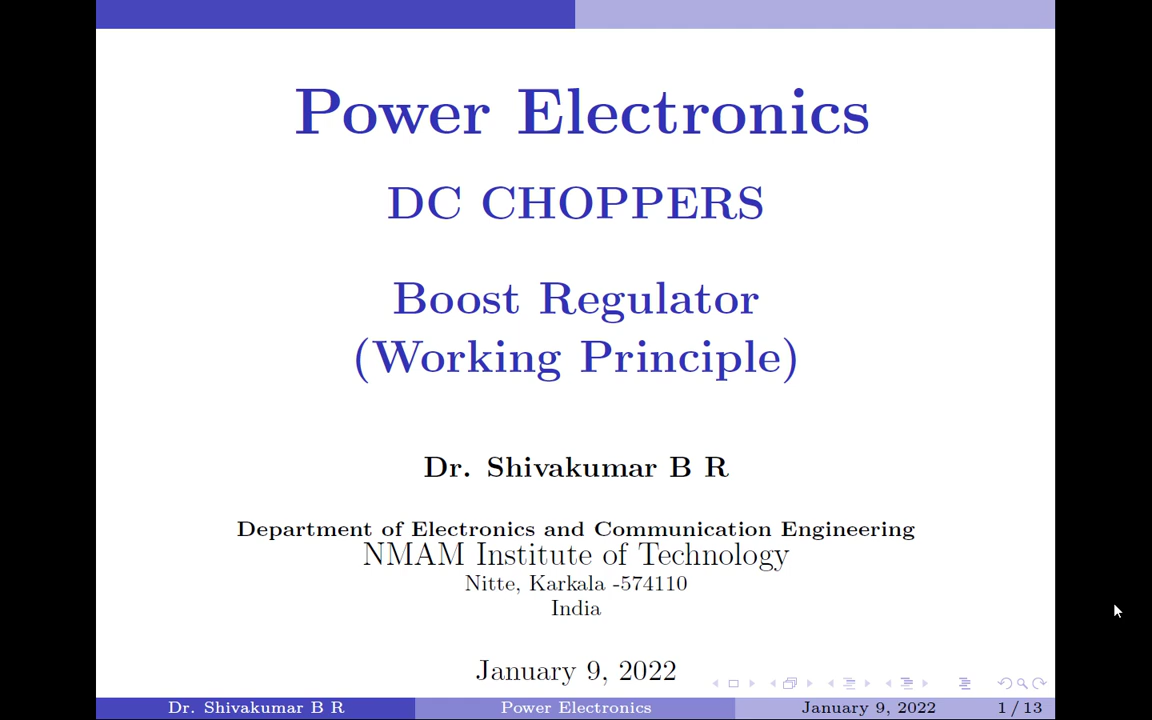 Power Electronics
DC CHOPPERS
Boost Regulator
(Working Principle)
Dr. Shivakumar B R
Department of Electronics and Communication Engineering
NMAM Institute of Technology
Nitte, Karkala -574110
India
January 9, 2022
Dr. Shivakumar B R Power Electronics January 9, 2022 1 / 13